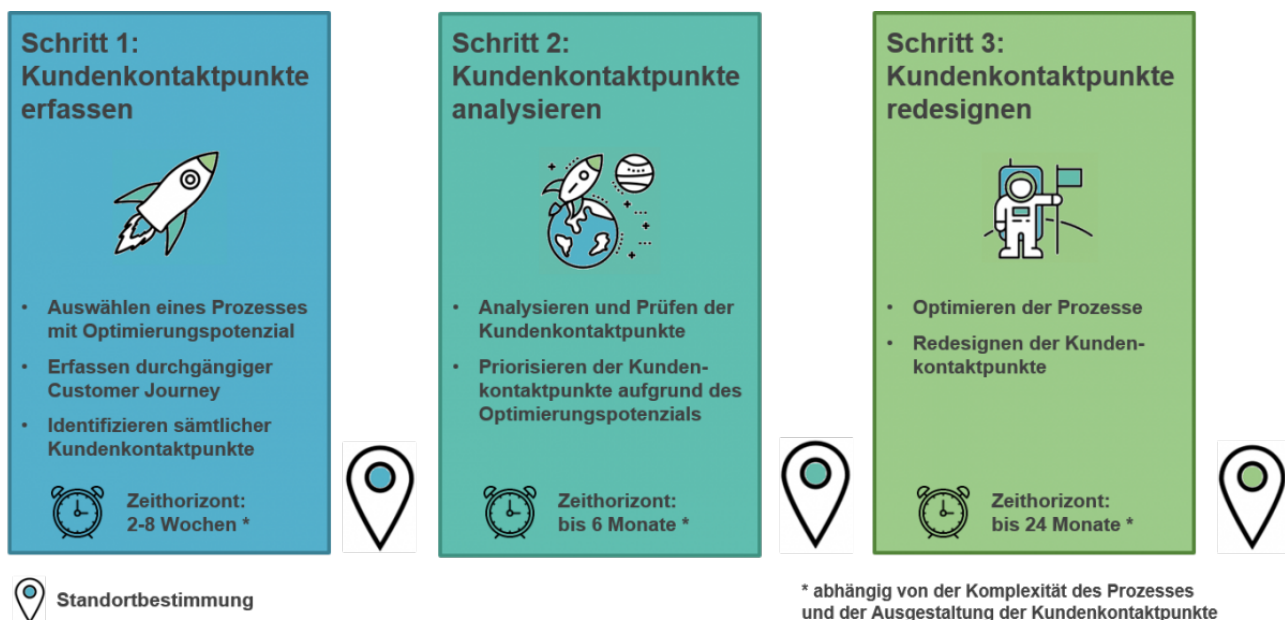 Schritt 1:
Kundenkontaktpunkte
erfassen
• Auswählen eines Prozesses
mit Optimierungspotenzial
• Erfassen durchgängiger
Customer Journey
• Identifizieren sämtlicher
Kundenkontaktpunkte
Zeithorizont:
2-8 Wochen *
Schritt 2:
Kundenkontaktpunkte
analysieren
• Analysieren und Prüfen der
Kundenkontaktpunkte
• Priorisieren der Kunden-
kontaktpunkte aufgrund des
Optimierungspotenzials
Zeithorizont:
bis 6 Monate *
Schritt 3:
Kundenkontaktpunkte
redesignen
• Optimieren der Prozesse
• Redesignen der Kunden-
kontaktpunkte
Zeithorizont:
bis 24 Monate *
Standortbestimmung
* abhängig von der Komplexität des Prozesses
und der Ausgestaltung der Kundenkontaktpunkte